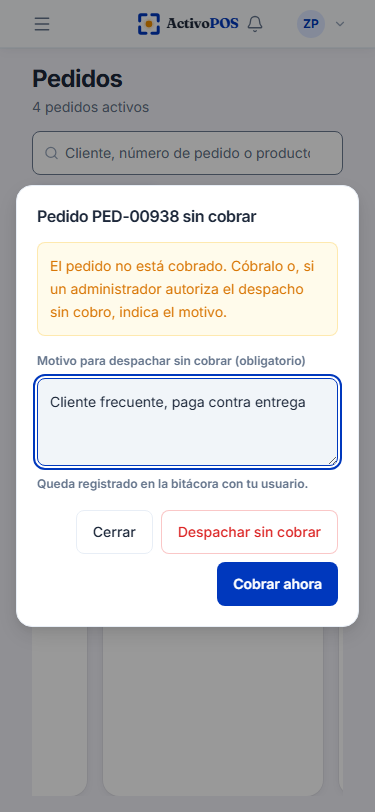 ActivoPOS
ZP
Pedidos
4 pedidos activos
Cliente, número de pedido o producto
Pedido PED-00938 sin cobrar
El pedido no está cobrado. Cóbralo o, si
un administrador autoriza el despacho
sin cobro, indica el motivo.
Motivo para despachar sin cobrar (obligatorio)
Cliente frecuente, paga contra entrega
Queda registrado en la bitácora con tu usuario.
Cerrar
Despachar sin cobrar
Cobrar ahora